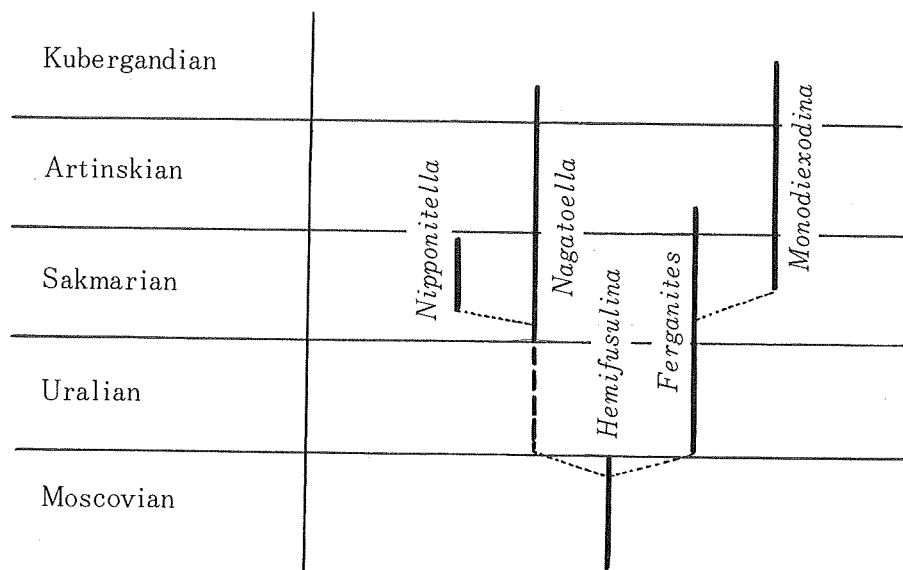 Kubergandian
Artinskian
Sakmarian
Uralian
Moscovian
Nipponitella
Nagatoella
Hemifusulina
Ferganites
Monodiexodina